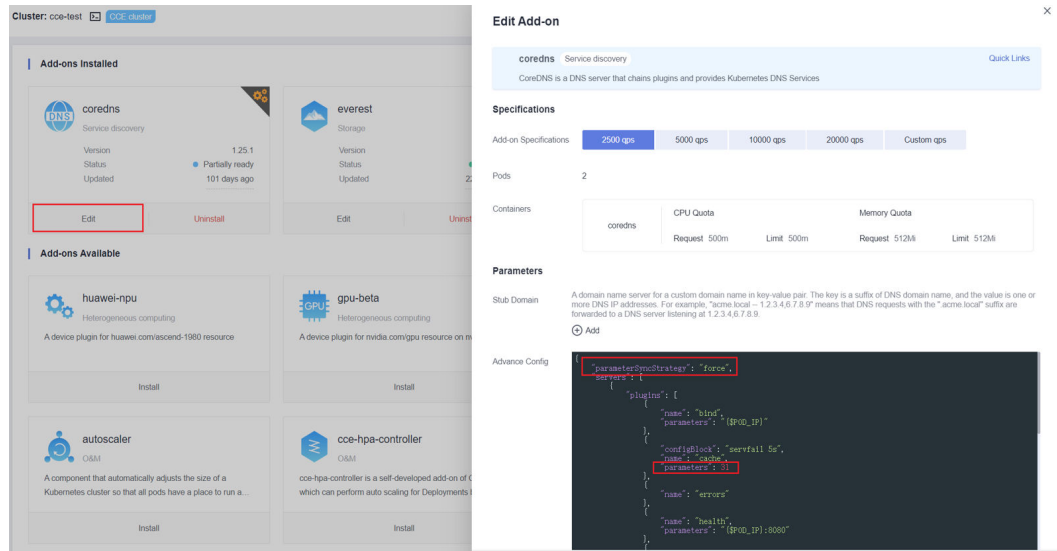 Cluster: cce-test CCE cluster
Add-ons Installed
coredns
Service discovery
Version 1.25.1
Status Partially ready
Updated 101 days ago
Edit Uninstall
everest
Storage
Version
Status
Updated
Edit
Add-ons Available
huawei-npu
Heterogeneous computing
A device plugin for huawei.com/ascend-1980 resource
Install
gpu-beta
Heterogeneous computing
A device plugin for nvidia.com/gpu resource on
Install
autoscaler
O&M
A component that automatically adjusts the size of a
Kubernetes cluster so that all pods have a place to run a...
Install
cce-hpa-controller
O&M
cce-hpa-controller is a self-developed add-on of
which can perform auto scaling for Deployments
Install
Edit Add-on
coredns Service discovery Quick Links
CoreDNS is a DNS server that chains plugins and provides Kubernetes DNS Services
Specifications
Add-on Specifications 2500 qps 5000 qps 10000 qps 20000 qps Custom qps
Pods 2
Containers
coredns
CPU Quota Memory Quota
Request 500m Limit 500m Request 512Mi Limit 512Mi
Parameters
Stub Domain
A domain name server for a custom domain name in key-value pair. The key is a suffix of DNS domain name, and the value is one or
more DNS IP addresses. For example, "acme.local -- 1.2.3.4,6.7.8.9" means that DNS requests with the ".acme.local" suffix are
forwarded to a DNS server listening at 1.2.3.4,6.7.8.9.
Add
Advance Config
{
"parameterSyncStrategy": "force",
"servers": [
{
"plugins": [
{
"name": "bind",
"parameters": "{$POD_IP}"
},
{
"configBlock": "servfail 5s",
"name": "cache",
"parameters": 31
},
{
"name": "errors"
},
{
"name": "health",
"parameters": "{$POD_IP}:8080"
},
{